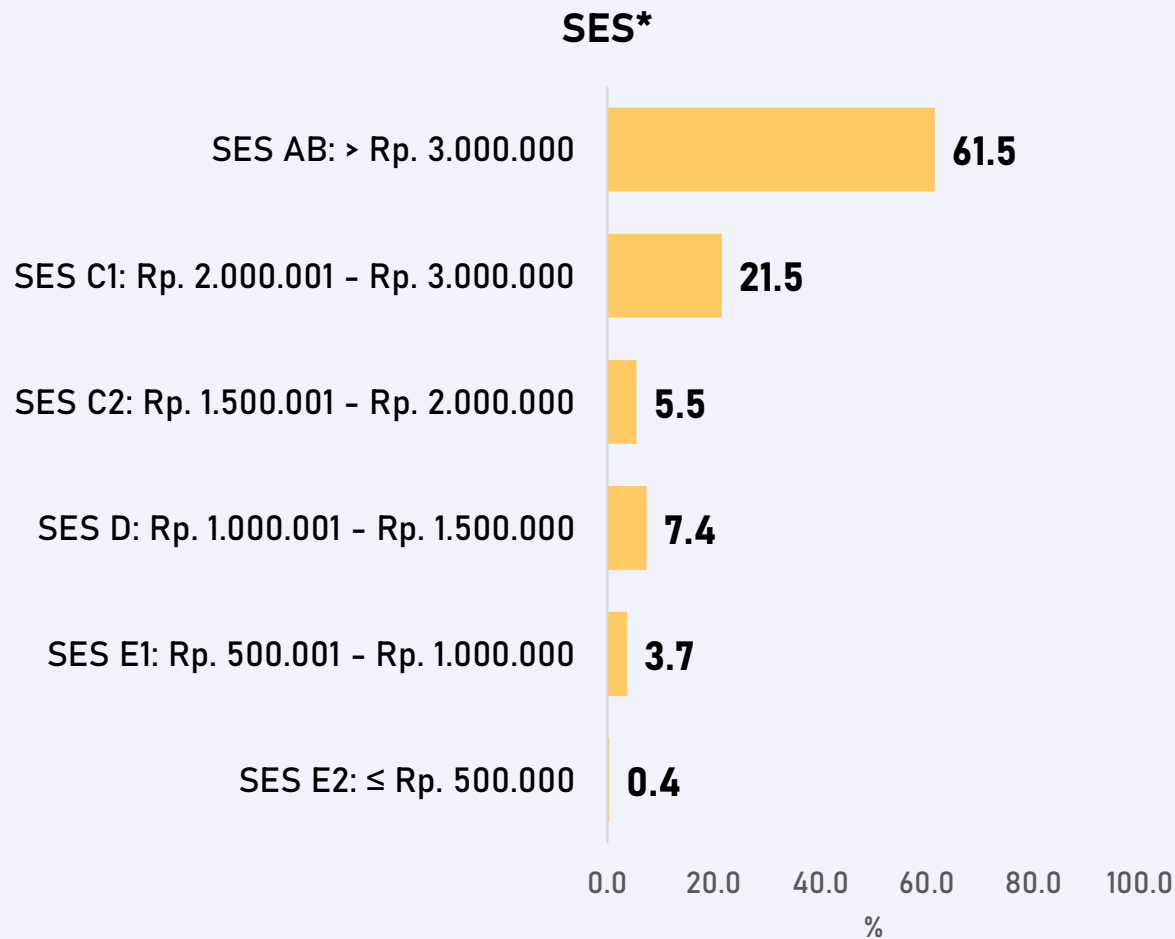 SES*
SES AB: > Rp. 3.000.000 61.5
SES C1: Rp. 2.000.001 - Rp. 3.000.000 21.5
SES C2: Rp. 1.500.001 - Rp. 2.000.000 5.5
SES D: Rp. 1.000.001 - Rp. 1.500.000 7.4
SES E1: Rp. 500.001 - Rp. 1.000.000 3.7
SES E2: ≤ Rp. 500.000 0.4
0.0 20.0 40.0 60.0 80.0 100.0
%